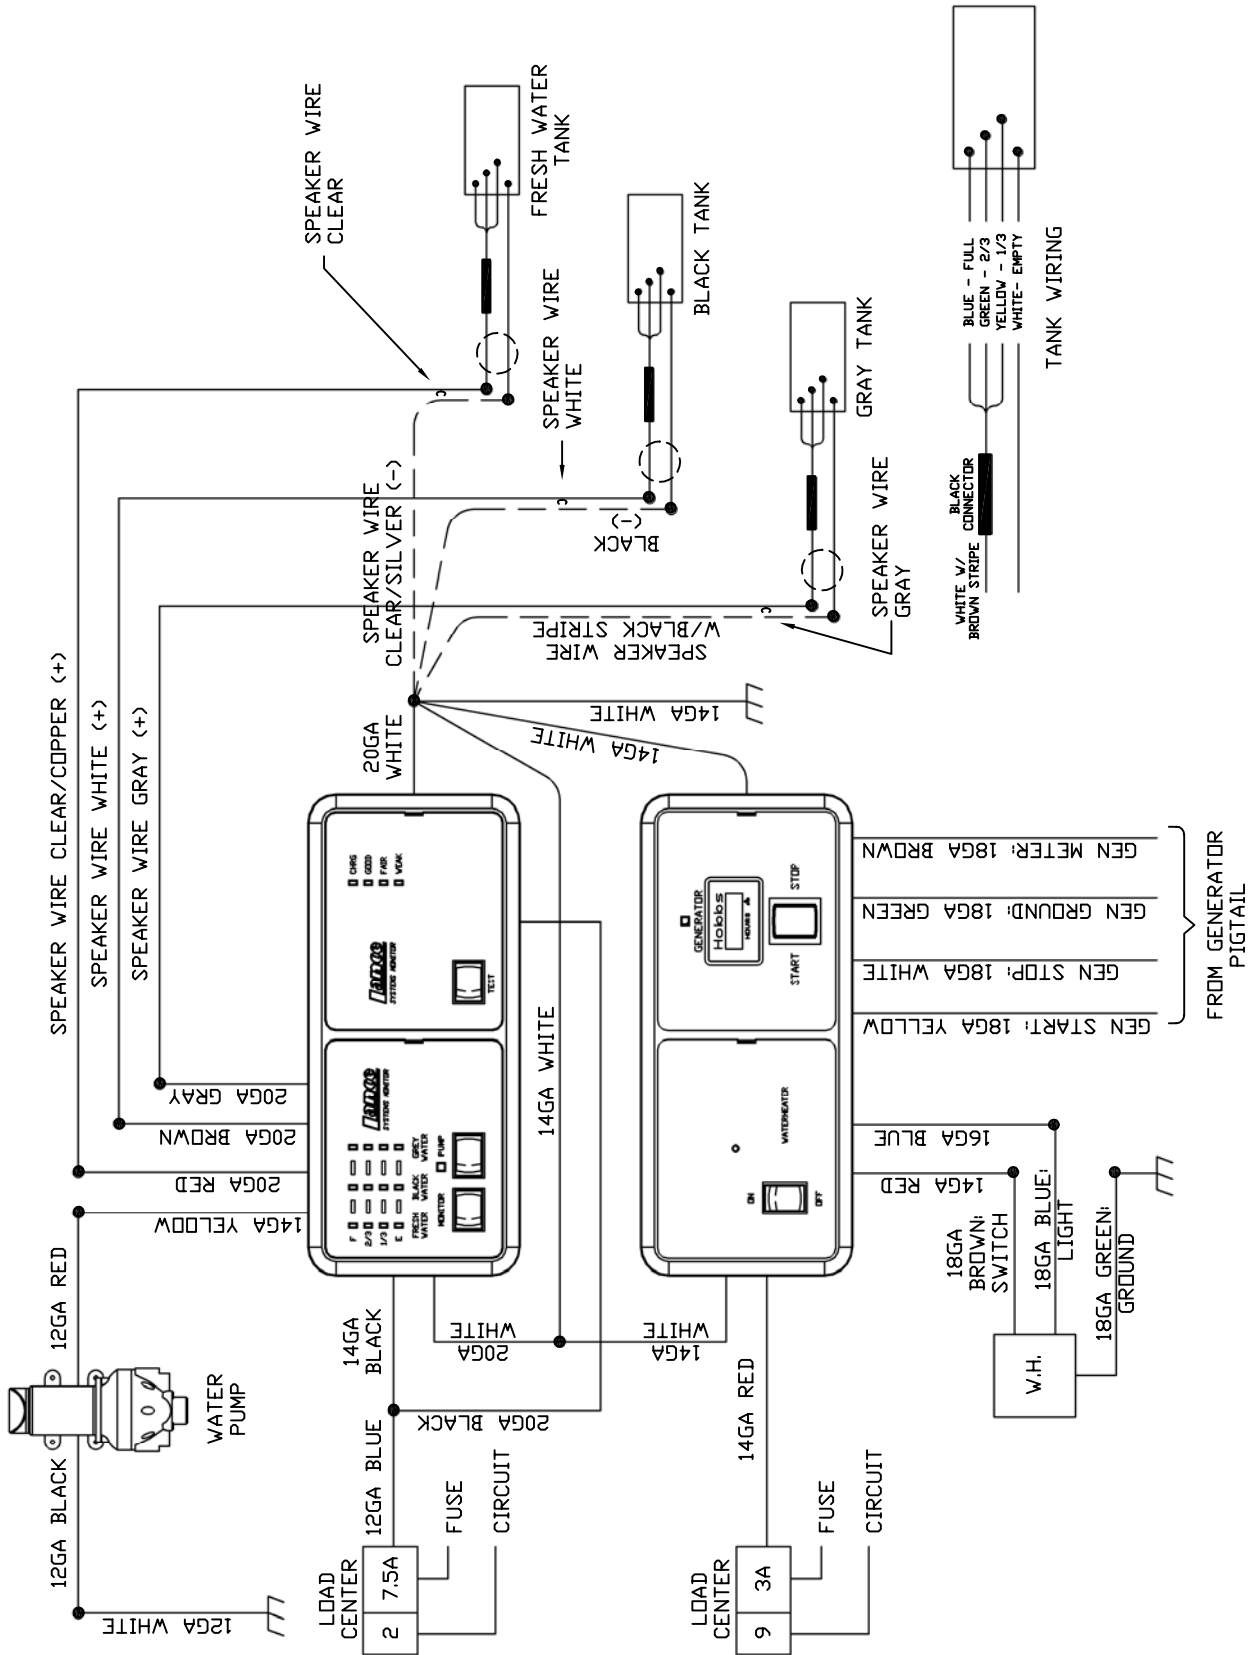 SPEAKER WIRE
CLEAR
FRESH WATER
TANK
SPEAKER WIRE
WHITE
BLACK TANK
SPEAKER WIRE
GRAY
GRAY TANK
BLUE - FULL
GREEN - 2/3
YELLOW - 1/3
WHITE- EMPTY
TANK WIRING
BLACK
CONNECTOR
WHITE W/
BROWN STRIPE
SPEAKER WIRE CLEAR/COPPER (+)
SPEAKER WIRE WHITE (+)
SPEAKER WIRE GRAY (+)
SPEAKER WIRE
CLEAR/SILVER (-)
BLACK
(-)
SPEAKER WIRE
W/BLACK STRIPE
C
C
C
20GA
WHITE
14GA WHITE
14GA WHITE
14GA WHITE
20GA GRAY
20GA BROWN
20GA RED
14GA YELLOW
CHRG
GOOD
FAIR
WEAK
Lance
SYSTEMS MONITOR
TEST
Lance
SYSTEMS MONITOR
F
2/3
1/3
E
FRESH
WATER
BLACK
WATER
GREY
WATER
MONITOR
PUMP
GENERATOR
Hobbs
HOURS
START
STOP
WATERHEATER
ON
OFF
GEN METER: 18GA BROWN
GEN GROUND: 18GA GREEN
GEN STOP: 18GA WHITE
GEN START: 18GA YELLOW
FROM GENERATOR
PIGTAIL
16GA BLUE
14GA RED
18GA
BROWN:
SWITCH
18GA BLUE:
LIGHT
18GA GREEN:
GROUND
W.H.
12GA RED
WATER
PUMP
12GA BLACK
12GA WHITE
14GA
BLACK
20GA
WHITE
14GA
WHITE
20GA BLACK
12GA BLUE
14GA RED
LOAD
CENTER
2
7.5A
FUSE
CIRCUIT
LOAD
CENTER
9
3A
FUSE
CIRCUIT